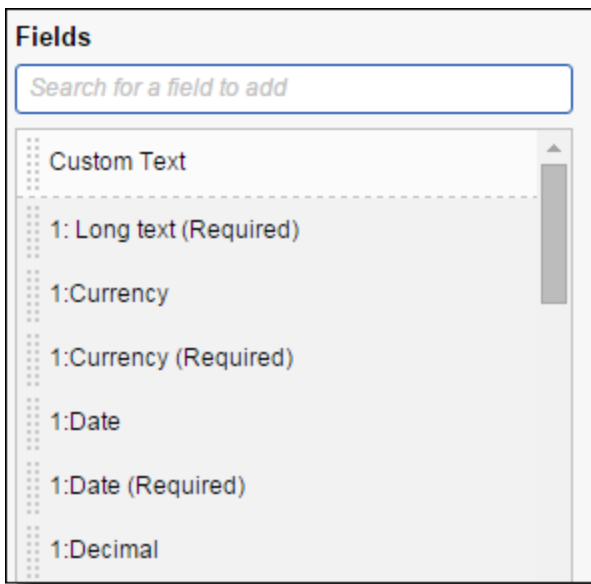 Fields
Search for a field to add
Custom Text
1: Long text (Required)
1:Currency
1:Currency (Required)
1:Date
1:Date (Required)
1:Decimal